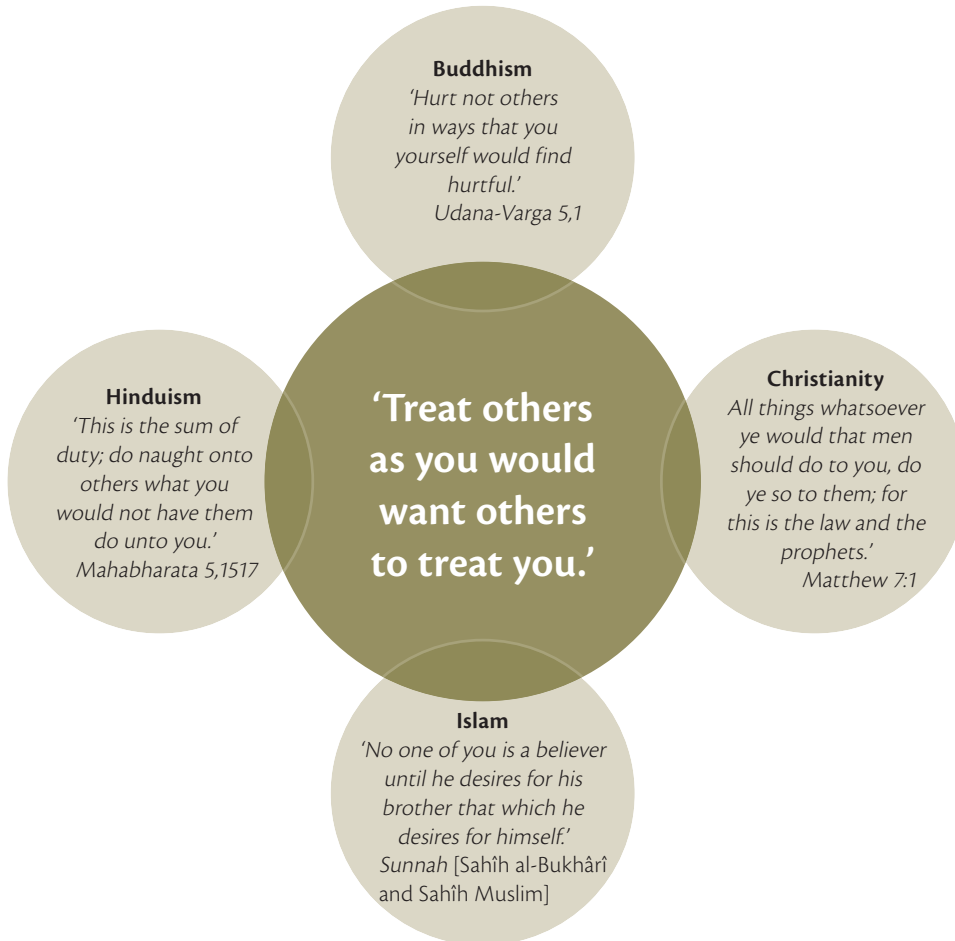 Buddhism
‘Hurt not others
in ways that you
yourself would find
hurtful.’
Udana-Varga 5,1
Hinduism
‘This is the sum of
duty; do naught onto
others what you
would not have them
do unto you.’
Mahabharata 5,1517
‘Treat others
as you would
want others
to treat you.’
Christianity
All things whatsoever
ye would that men
should do to you, do
ye so to them; for
this is the law and the
prophets.’
Matthew 7:1
Islam
‘No one of you is a believer
until he desires for his
brother that which he
desires for himself.’
Sunnah [Sahîh al-Bukhârî
and Sahîh Muslim]